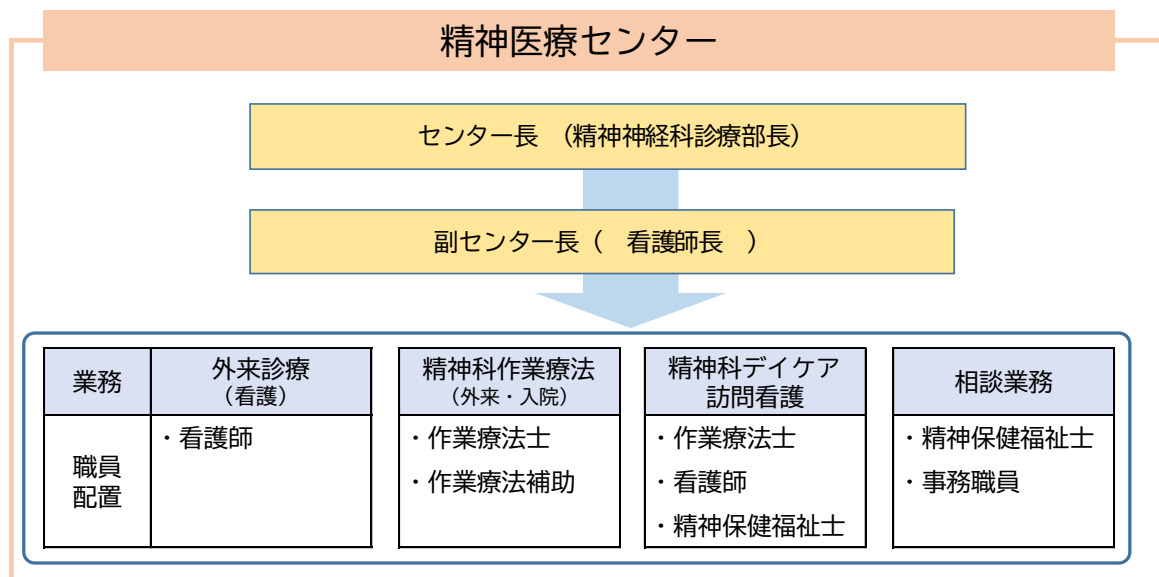 精神医療センター
センター長　（精神神経科診療部長）
副センター長（　看護師長　）
業務
外来診療
（看護）
精神科作業療法
（外来・入院）
精神科デイケア
訪問看護
相談業務
職員
配置
・看護師
・作業療法士
・作業療法補助
・作業療法士
・看護師
・精神保健福祉士
・精神保健福祉士
・事務職員